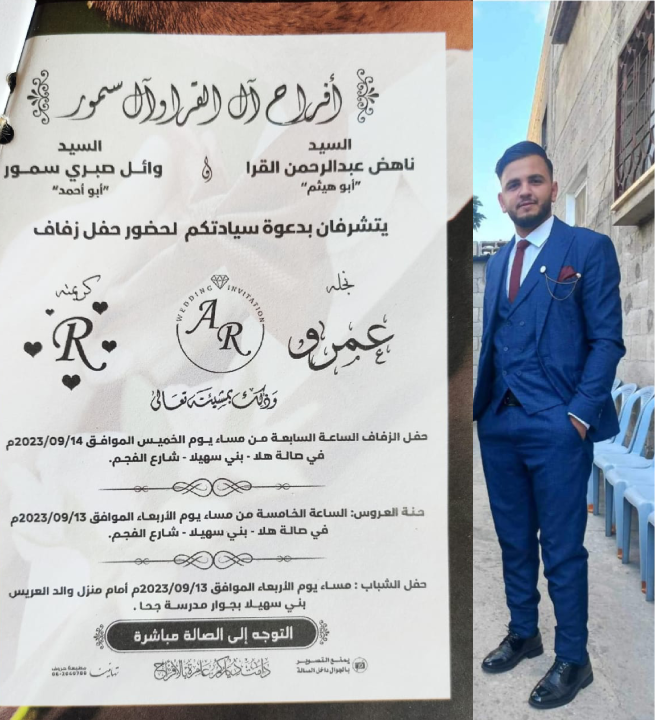 أفراح آل القرا وآل سمور
السيد
ناهض عبدالرحمن القرا
"أبو هيثم"
و
السيد
وائل صبري سمور
"أبو أحمد"
يتشرفان بدعوة سيادتكم لحضور حفل زفاف
نجله
عمرو
WEDDING INVITATION
AR
كريمته
R
وذلك بمشيئة تعالى
حفل الزفاف الساعة السابعة من مساء يوم الخميس الموافق 2023/09/14م
في صالة هلا - بني سهيلا - شارع الفجم.
حنة العروس: الساعة الخامسة من مساء يوم الأربعاء الموافق 2023/09/13م
في صالة هلا - بني سهيلا - شارع الفجم.
حفل الشباب : مساء يوم الأربعاء الموافق 2023/09/13م أمام منزل والد العريس
بني سهيلا بجوار مدرسة جحا .
التوجه إلى الصالة مباشرة
يمنع التصوير
بالجوال داخل الصالة
دامت دياركم عامرة بالأفراح